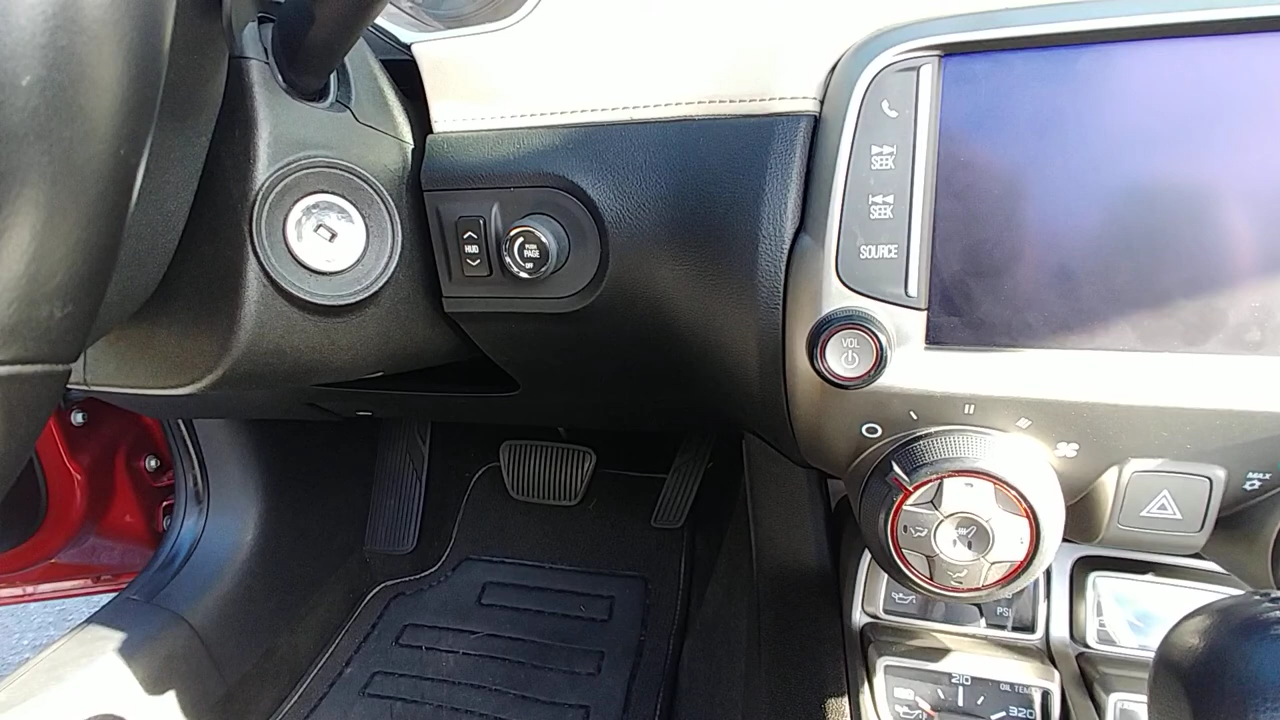 SEEK
SEEK
SOURCE
VOL
HUD
PUSH
PAGE
OFF
MAX
PSI
210
OIL TEMP
320